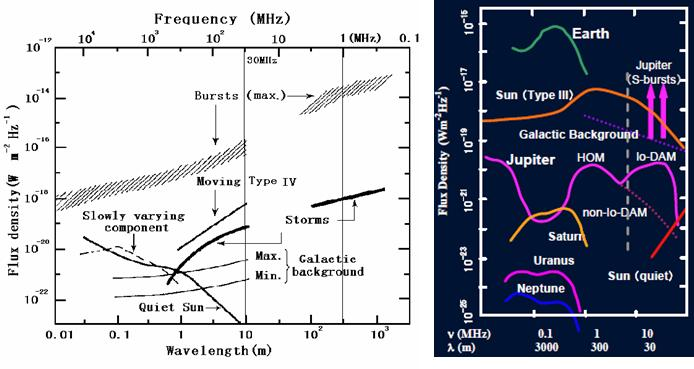 Frequency (MHz)
10⁴ 10³ 10² 10 1 (MHz) 0.1
30MHz
Flux density(W m⁻² Hz⁻¹)
10⁻¹²
10⁻¹⁴
10⁻¹⁶
10⁻¹⁸
10⁻²⁰
10⁻²²
Bursts (max.)
Moving Type IV
Slowly varying
component
Storms
Max.
Min.
Galactic
background
Quiet Sun
0.01 0.1 1 10 10² 10³
Wavelength(m)
Flux Density (Wm⁻²Hz⁻¹)
10⁻¹⁵
10⁻¹⁷
10⁻¹⁹
10⁻²¹
10⁻²³
10⁻²⁵
Earth
Jupiter
(S-bursts)
Sun (Type III)
Galactic Background
Jupiter
HOM
Io-DAM
non-Io-DAM
Saturn
Uranus
Sun (quiet)
Neptune
ν (MHz) 0.1 1 10
λ (m) 3000 300 30